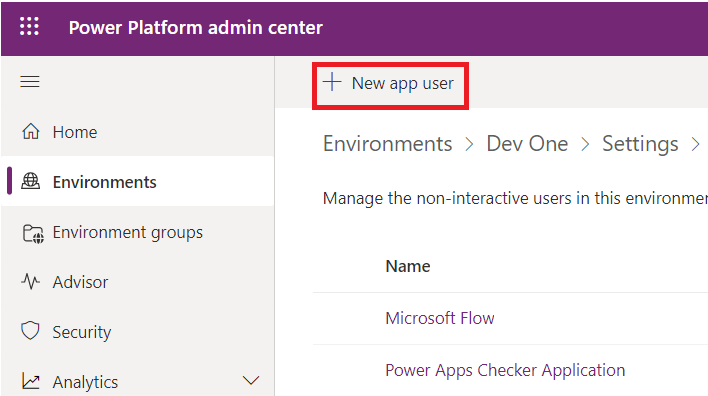 Power Platform admin center
New app user
Home
Environments > Dev One > Settings >
Environments
Manage the non-interactive users in this environmen
Environment groups
Name
Advisor
Microsoft Flow
Security
Power Apps Checker Application
Analytics